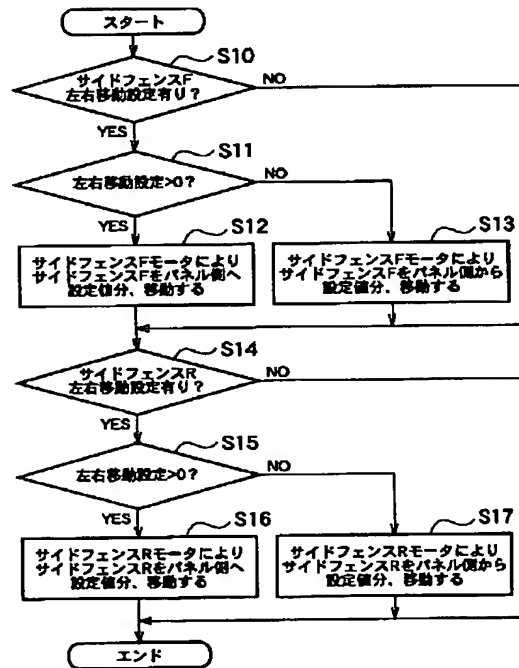 スタート
S10
サイドフェンスF
左右移動設定有り?
NO
YES
S11
左右移動設定>0?
NO
YES
S12
サイドフェンスFモータにより
サイドフェンスFをパネル側へ
設定値分、移動する
S13
サイドフェンスFモータにより
サイドフェンスFをパネル側から
設定値分、移動する
S14
サイドフェンスR
左右移動設定有り?
NO
YES
S15
左右移動設定>0?
NO
YES
S16
サイドフェンスRモータにより
サイドフェンスRをパネル側へ
設定値分、移動する
S17
サイドフェンスRモータにより
サイドフェンスRをパネル側から
設定値分、移動する
エンド